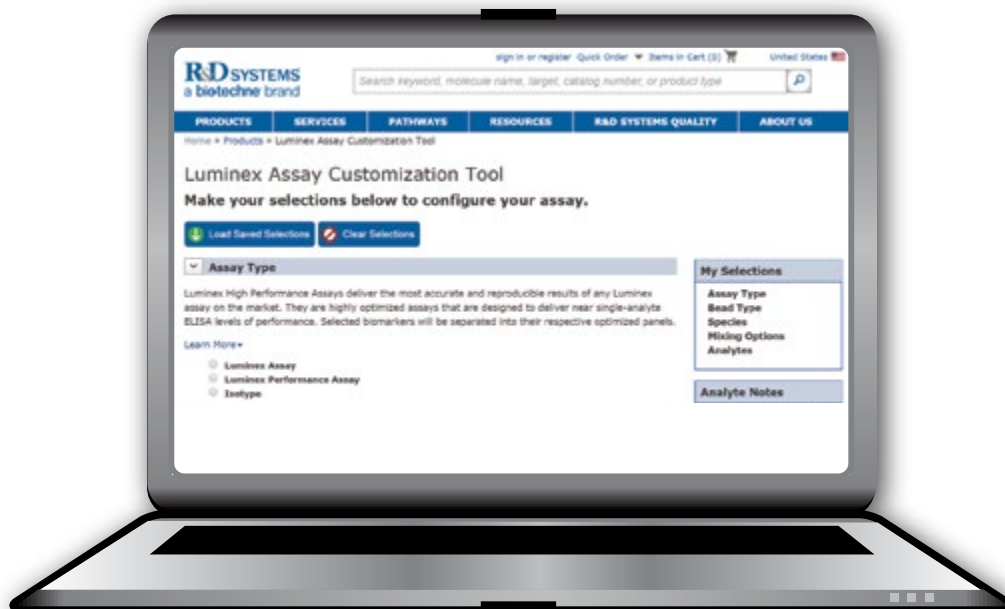 sign in or register Quick Order Items in Cart (0) United States
R&D SYSTEMS
a biotechne brand
Search keyword, molecule name, target, catalog number, or product type
PRODUCTS SERVICES PATHWAYS RESOURCES R&D SYSTEMS QUALITY ABOUT US
Home > Products > Luminex Assay Customization Tool
Luminex Assay Customization Tool
Make your selections below to configure your assay.
Load Saved Selections Clear Selections
Assay Type
Luminex High Performance Assays deliver the most accurate and reproducible results of any Luminex
assay on the market. They are highly optimized assays that are designed to deliver near single-analyte
ELISA levels of performance. Selected biomarkers will be separated into their respective optimized panels.
Learn More
Luminex Assay
Luminex Performance Assay
Isotype
My Selections
Assay Type
Bead Type
Species
Mixing Options
Analytes
Analyte Notes